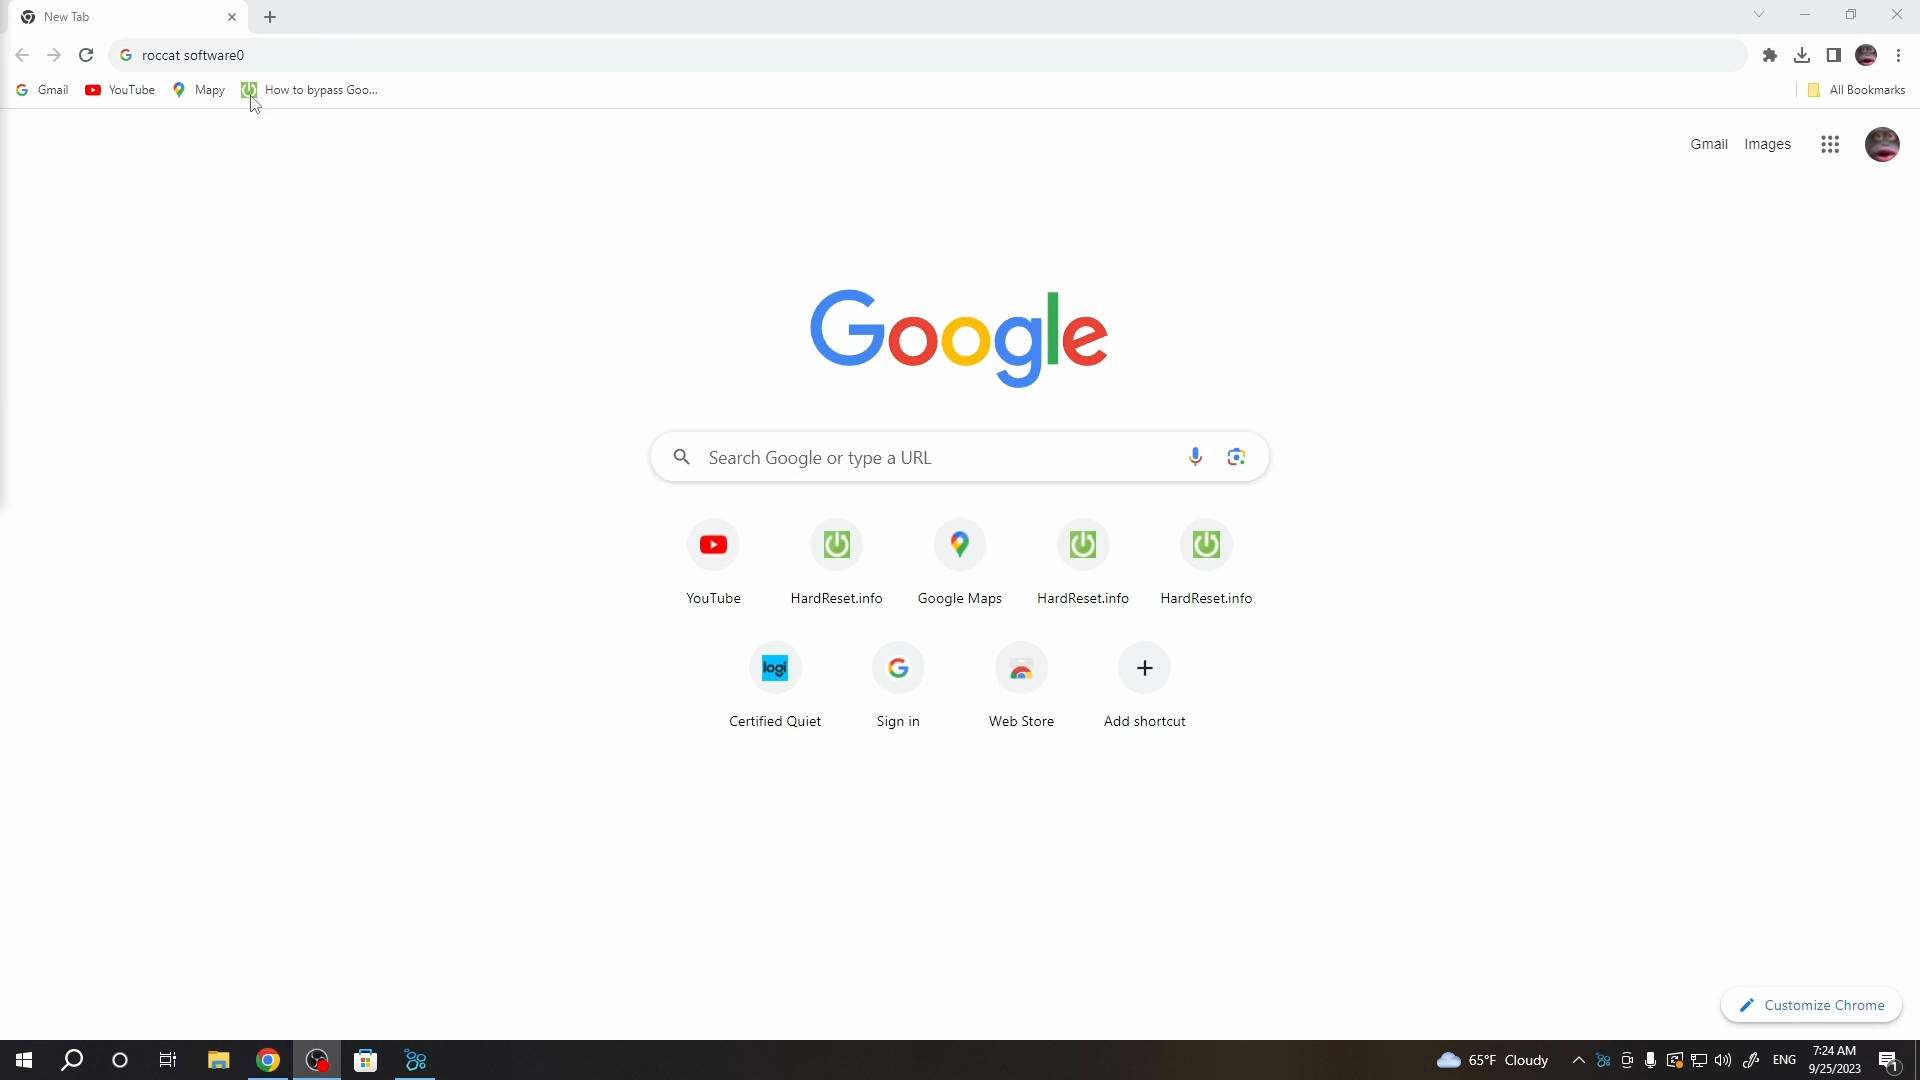 New Tab
roccat software0
Gmail YouTube Mapy How to bypass Goo... All Bookmarks
Gmail Images
Google
Search Google or type a URL
YouTube HardReset.info Google Maps HardReset.info HardReset.info
logi
Certified Quiet Sign in Web Store Add shortcut
Customize Chrome
65°F Cloudy ENG 7:24 AM
9/25/2023
1